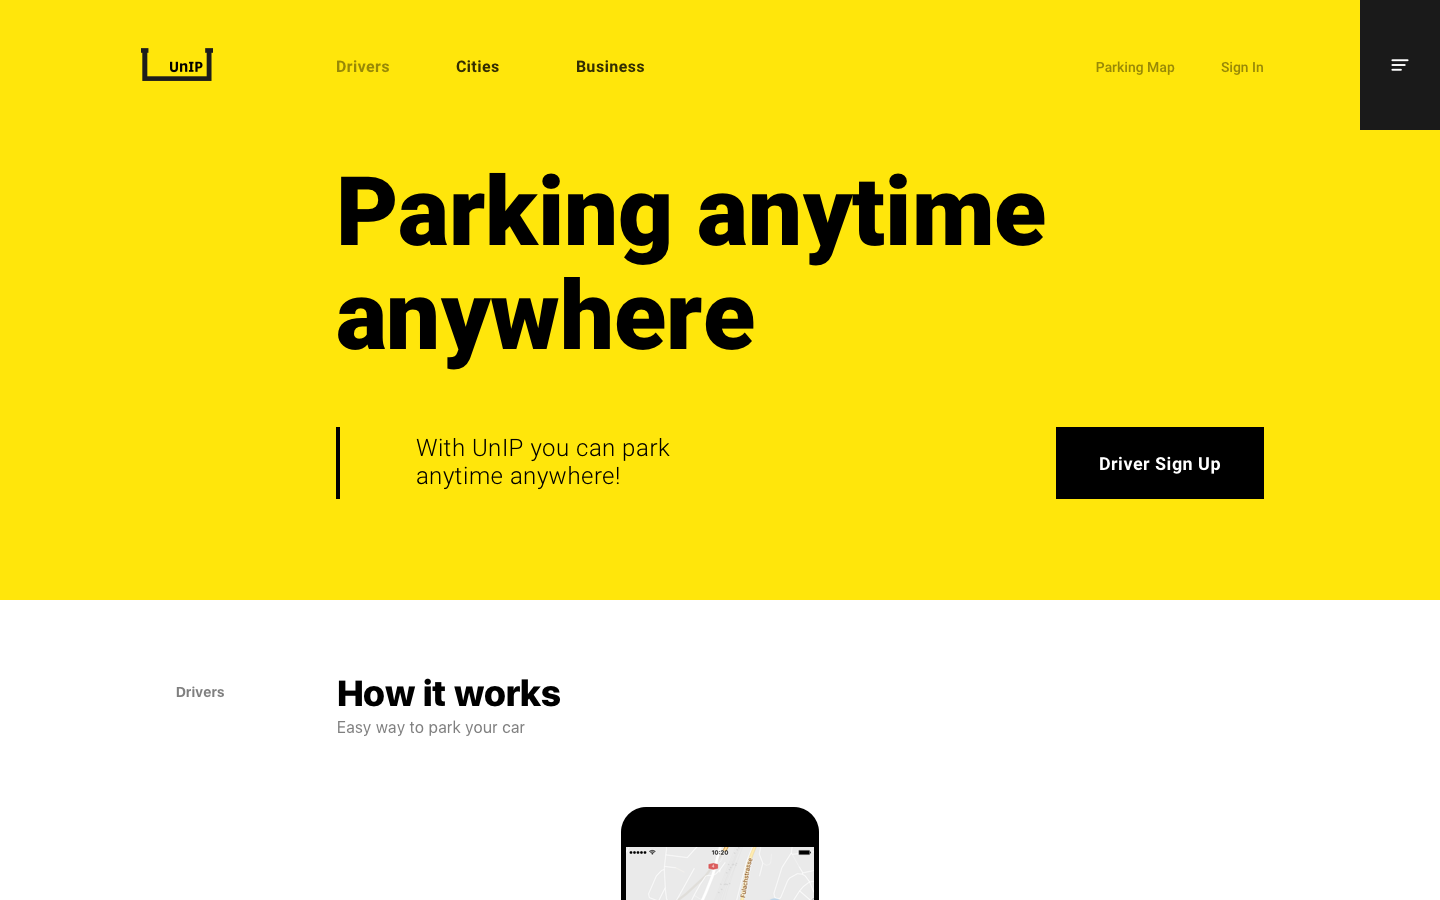 UnIP
Drivers
Cities
Business
Parking Map
Sign In
Parking anytime
anywhere
With UnIP you can park
anytime anywhere!
Driver Sign Up
Drivers
How it works
Easy way to park your car
10:20
Fulachstrasse